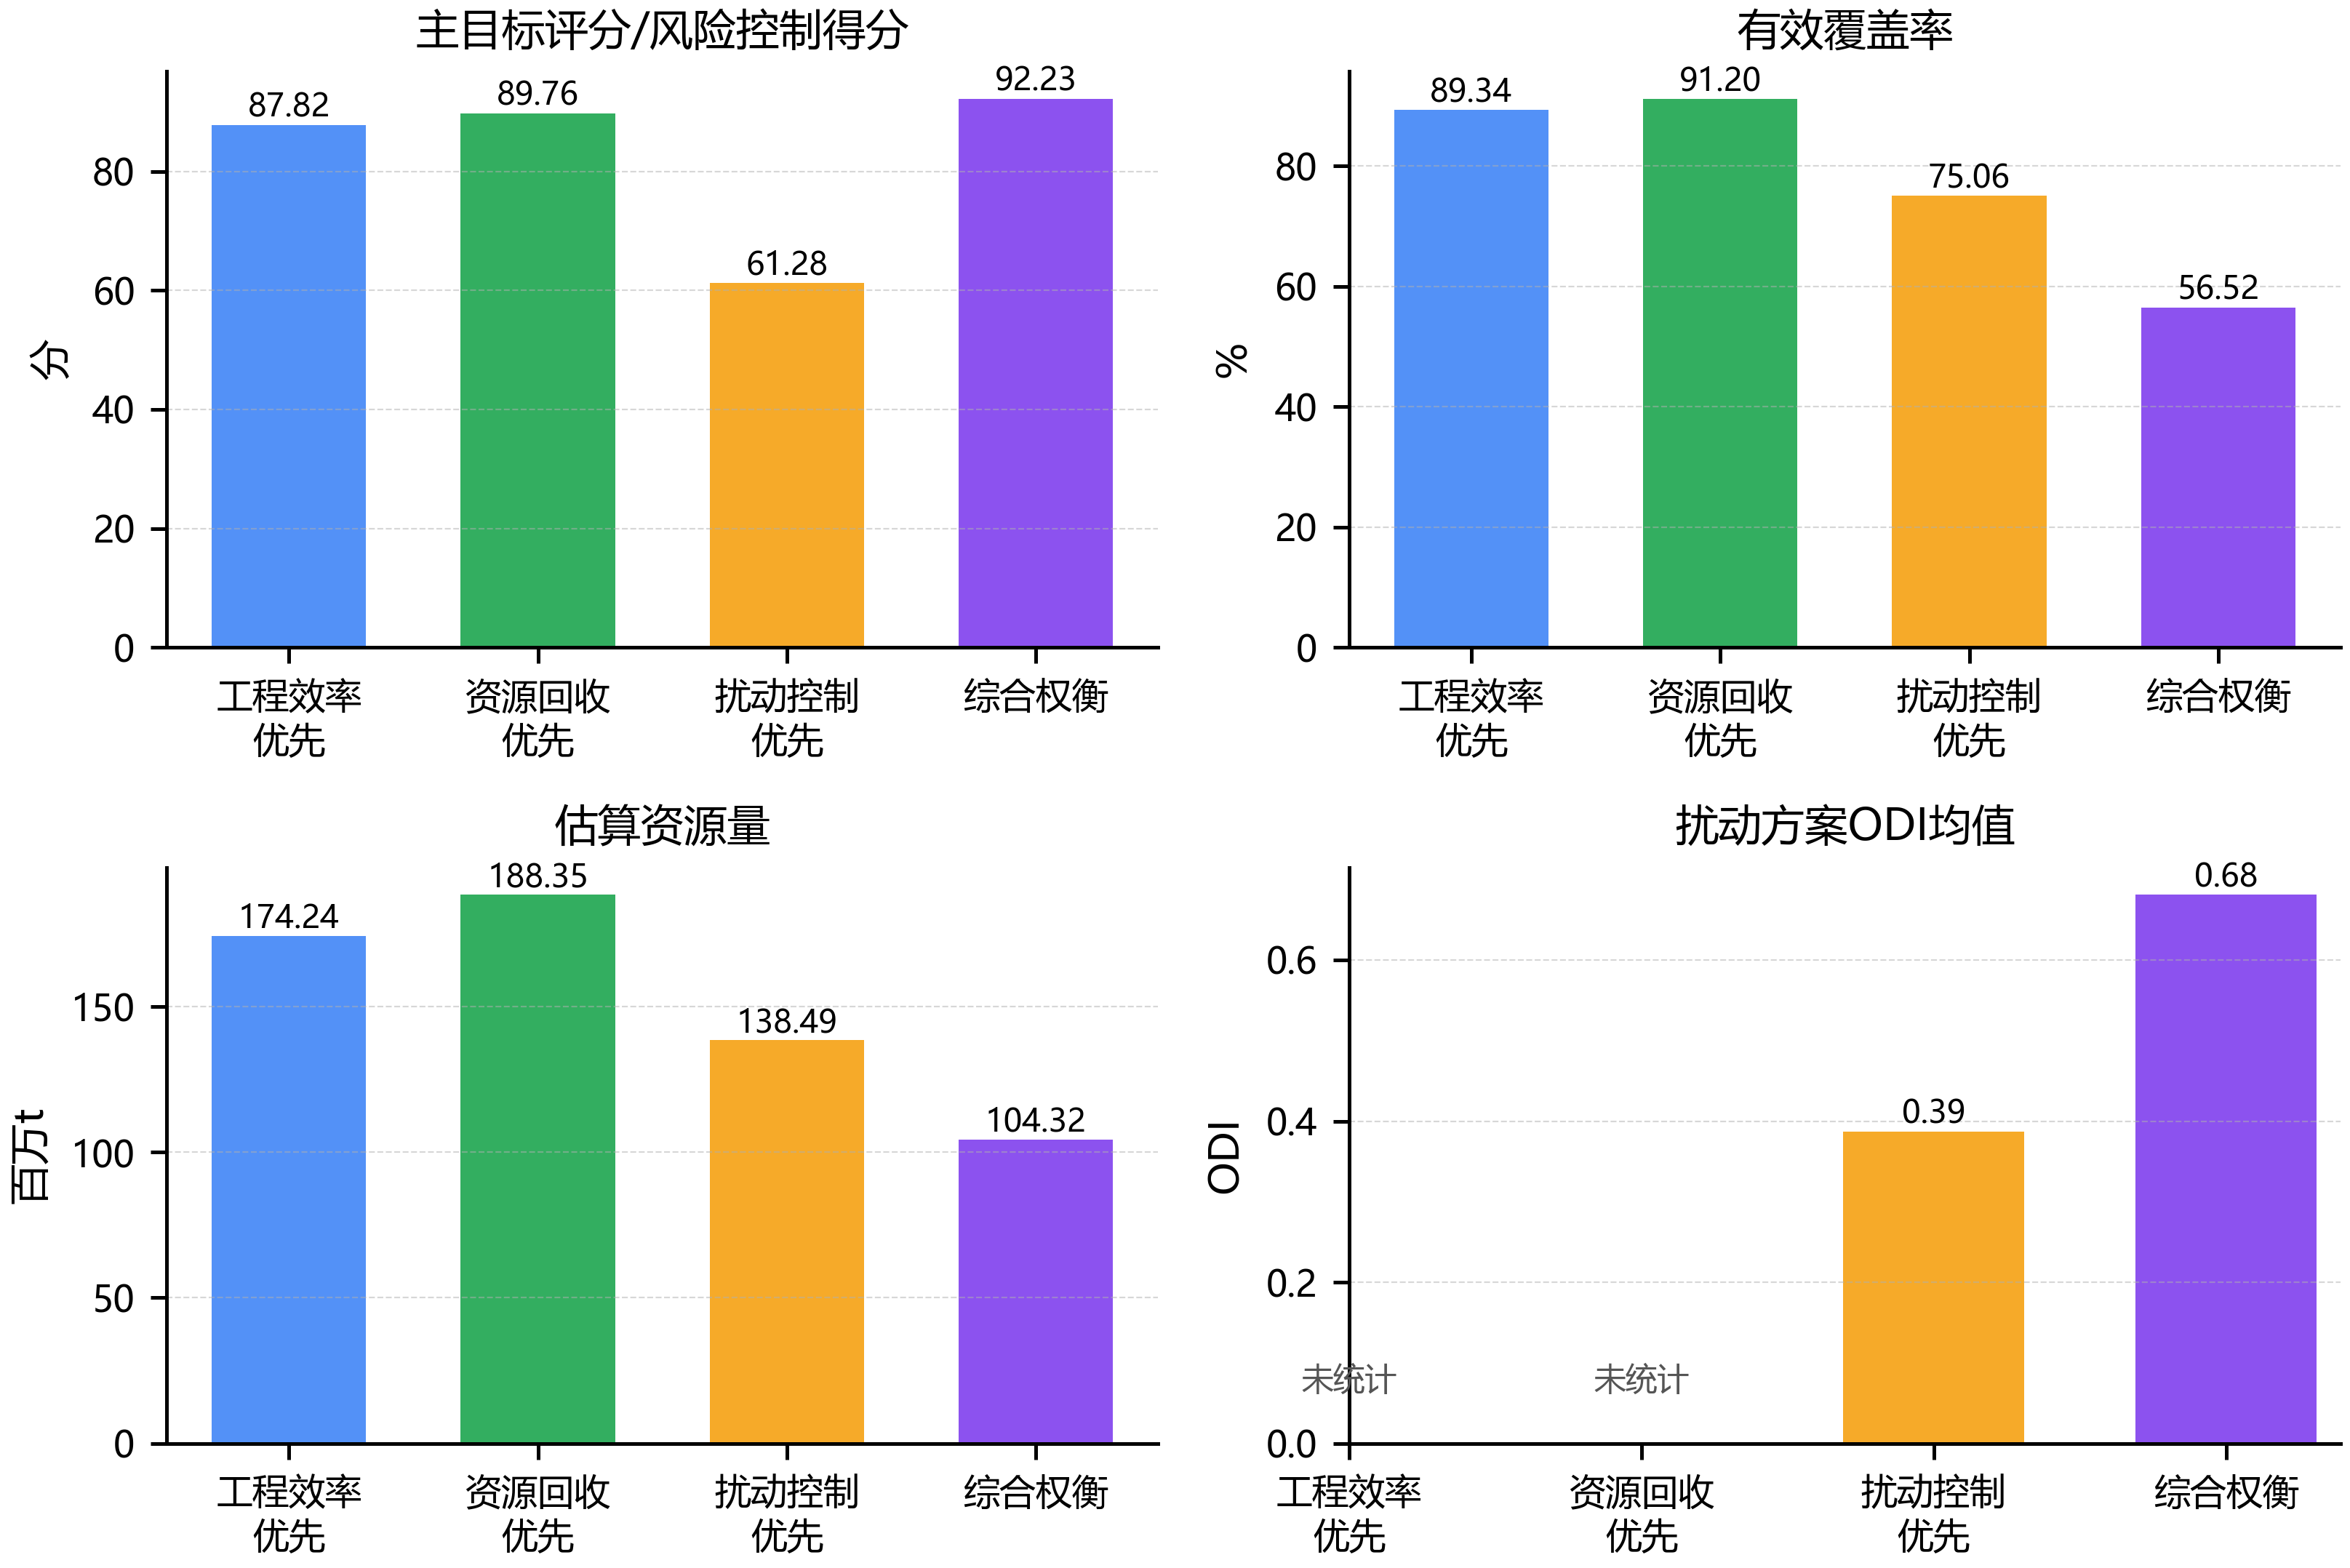 主目标评分/风险控制得分
分
80
60
40
20
0
87.82
89.76
61.28
92.23
工程效率
优先
资源回收
优先
扰动控制
优先
综合权衡
有效覆盖率
%
80
60
40
20
0
89.34
91.20
75.06
56.52
工程效率
优先
资源回收
优先
扰动控制
优先
综合权衡
估算资源量
百万t
150
100
50
0
174.24
188.35
138.49
104.32
工程效率
优先
资源回收
优先
扰动控制
优先
综合权衡
扰动方案ODI均值
ODI
0.6
0.4
0.2
0.0
未统计
未统计
0.39
0.68
工程效率
优先
资源回收
优先
扰动控制
优先
综合权衡